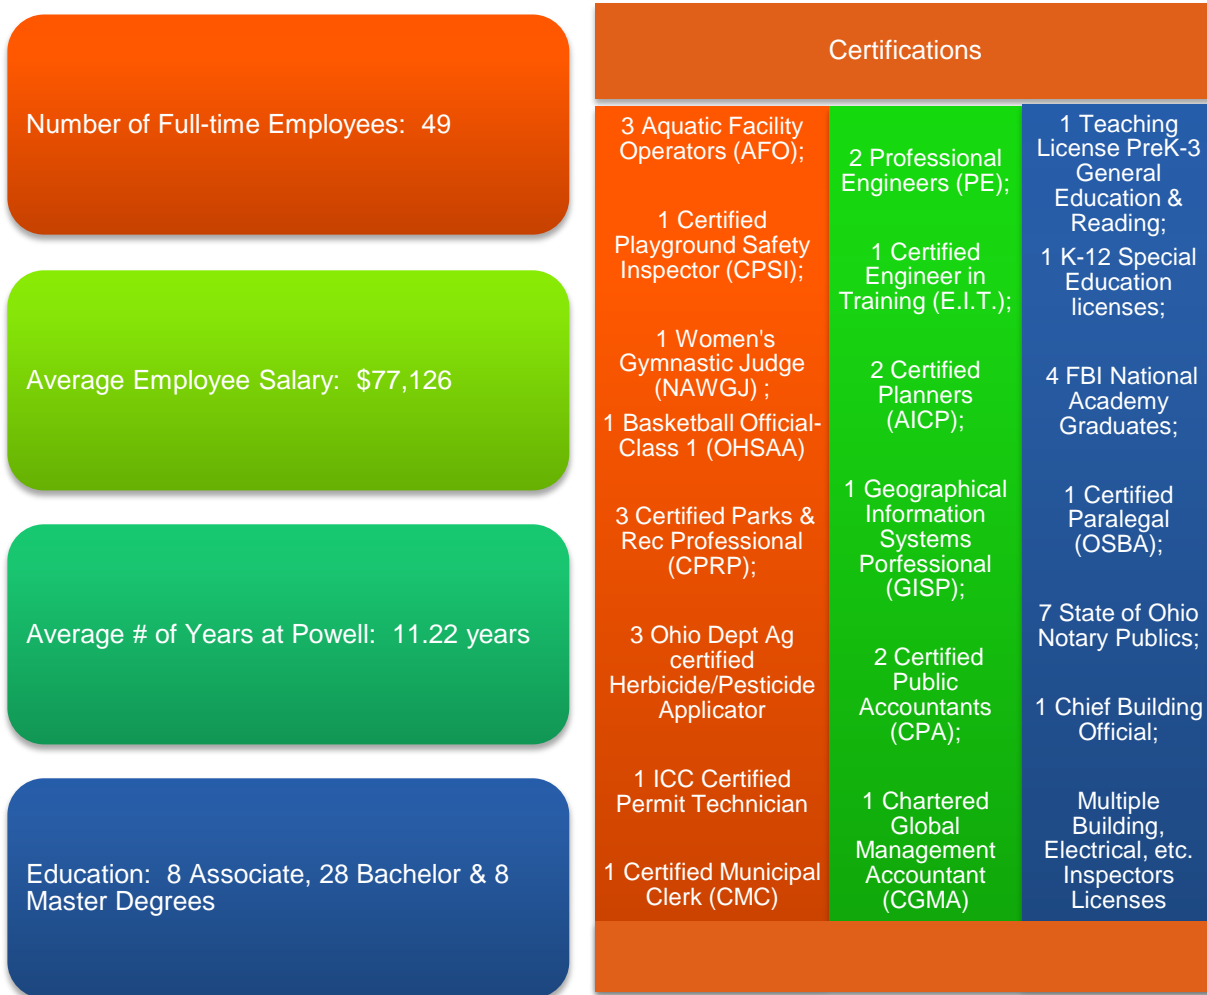 Number of Full-time Employees: 49
Average Employee Salary: $77,126
Average # of Years at Powell: 11.22 years
Education: 8 Associate, 28 Bachelor & 8
Master Degrees
Certifications
3 Aquatic Facility
Operators (AFO);
1 Certified
Playground Safety
Inspector (CPSI);
1 Women's
Gymnastic Judge
(NAWGJ) ;
1 Basketball Official-
Class 1 (OHSAA)
3 Certified Parks &
Rec Professional
(CPRP);
3 Ohio Dept Ag
certified
Herbicide/Pesticide
Applicator
1 ICC Certified
Permit Technician
1 Certified Municipal
Clerk (CMC)
2 Professional
Engineers (PE);
1 Certified
Engineer in
Training (E.I.T.);
2 Certified
Planners
(AICP);
1 Geographical
Information
Systems
Porfessional
(GISP);
2 Certified
Public
Accountants
(CPA);
1 Chartered
Global
Management
Accountant
(CGMA)
1 Teaching
License PreK-3
General
Education &
Reading;
1 K-12 Special
Education
licenses;
4 FBI National
Academy
Graduates;
1 Certified
Paralegal
(OSBA);
7 State of Ohio
Notary Publics;
1 Chief Building
Official;
Multiple
Building,
Electrical, etc.
Inspectors
Licenses